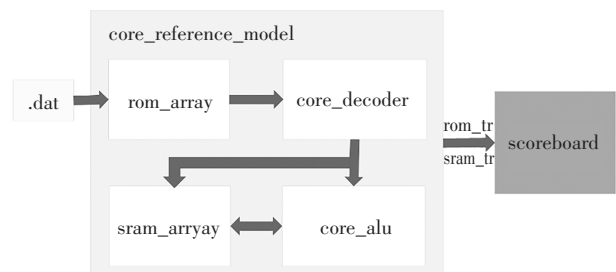 core_reference_model
.dat
rom_array
core_decoder
rom_tr
sram_tr
scoreboard
sram_arryay
core_alu